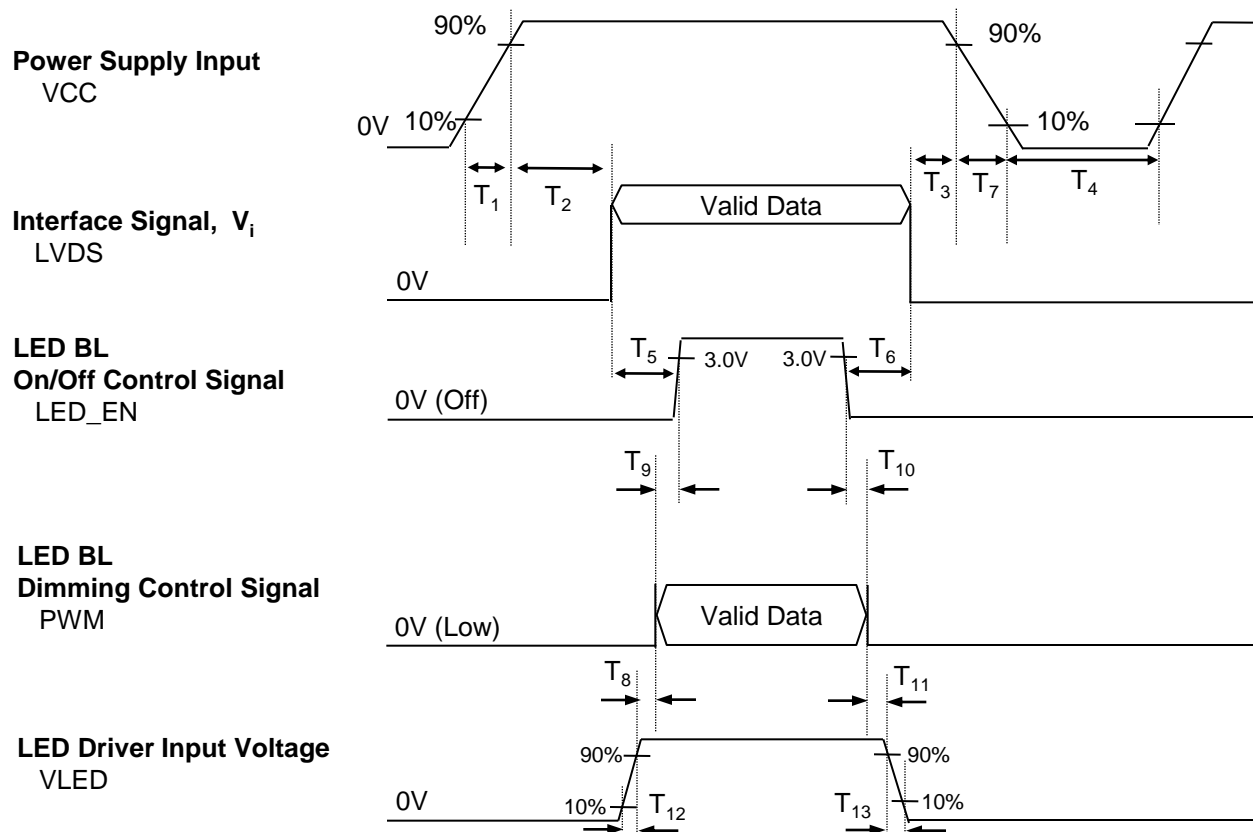 90%
90%
Power Supply Input
VCC
0V
10%
10%
T1
T2
T3
T7
T4
Valid Data
Interface Signal, Vi
LVDS
0V
LED BL
On/Off Control Signal
LED_EN
T5
3.0V
3.0V
T6
0V (Off)
T9
T10
LED BL
Dimming Control Signal
PWM
Valid Data
0V (Low)
T8
T11
LED Driver Input Voltage
VLED
90%
90%
0V
10%
T12
T13
10%